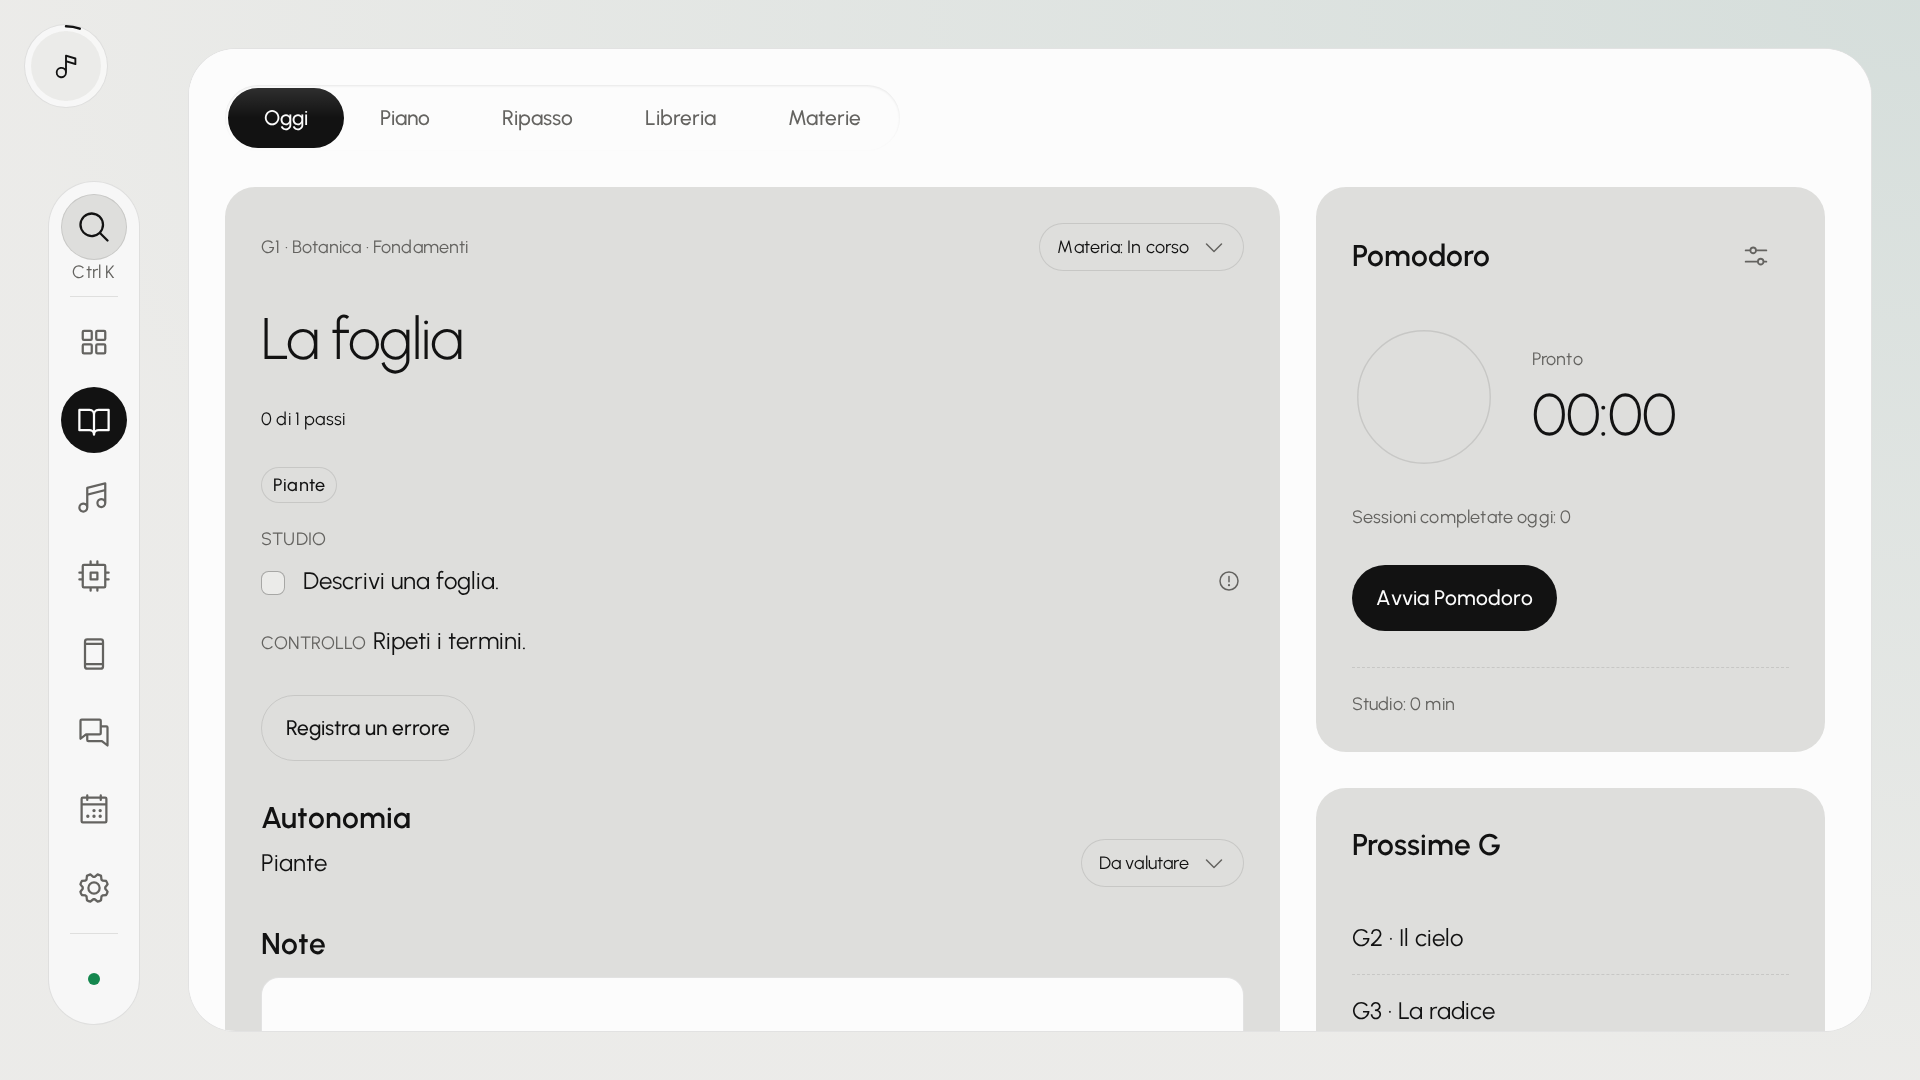 Oggi
Piano
Ripasso
Libreria
Materie
Ctrl K
G1 · Botanica · Fondamenti
Materia: In corso
La foglia
0 di 1 passi
Piante
STUDIO
Descrivi una foglia.
CONTROLLO Ripeti i termini.
Registra un errore
Autonomia
Piante
Da valutare
Note
Pomodoro
Pronto
00:00
Sessioni completate oggi: 0
Avvia Pomodoro
Studio: 0 min
Prossime G
G2 · Il cielo
G3 · La radice